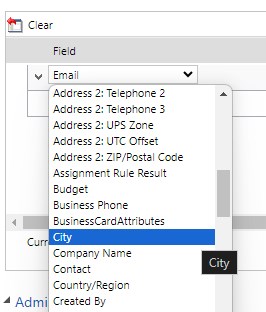 Clear
Field
Email
Address 2: Telephone 2
Address 2: Telephone 3
Address 2: UPS Zone
Address 2: UTC Offset
Address 2: ZIP/Postal Code
Assignment Rule Result
Budget
Business Phone
BusinessCardAttributes
City
Company Name
City
Contact
Country/Region
Created By
Curr
Admi